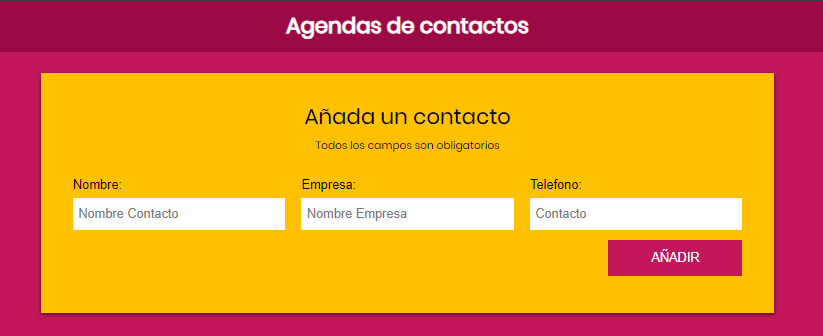 Agendas de contactos
Añada un contacto
Todos los campos son obligatorios
Nombre: Empresa: Telefono:
Nombre Contacto Nombre Empresa Contacto
AÑADIR